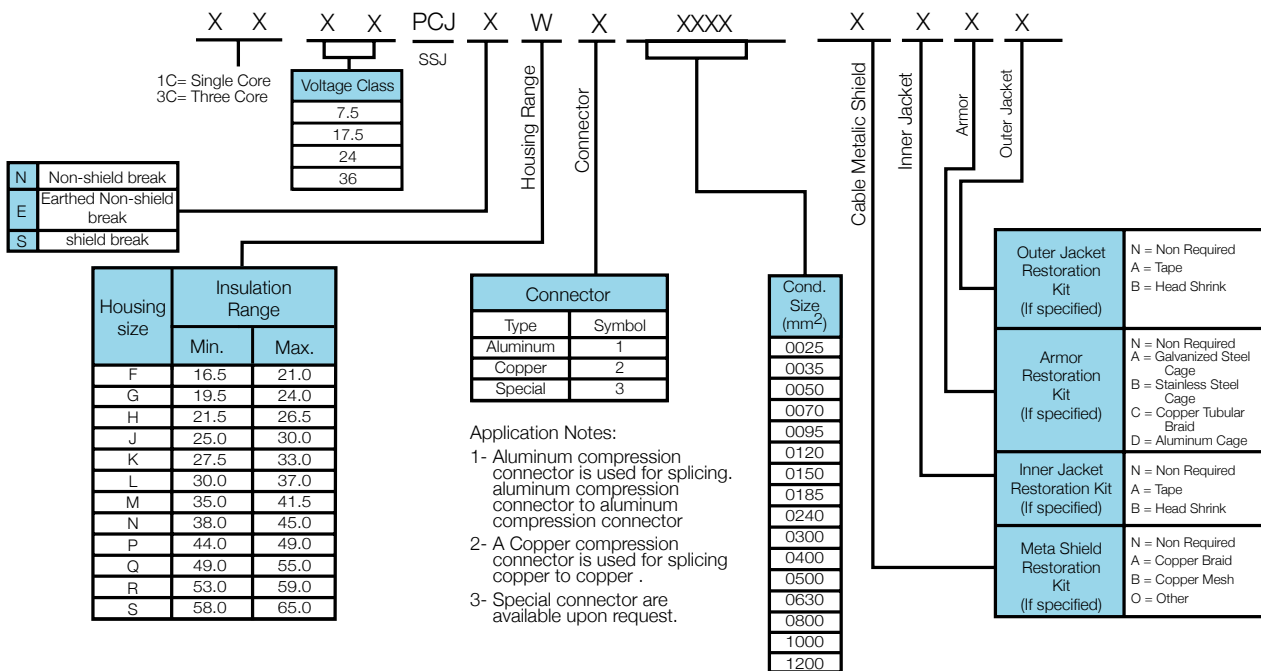 X X X X PCJ X W X XXXX X X X X
SSJ
1C= Single Core
3C= Three Core
Voltage Class
7.5
17.5
24
36
Housing Range
Connector
Cable Metalic Shield
Inner Jacket
Armor
Outer Jacket
N Non-shield break
E Earthed Non-shield
break
S shield break
Housing
size
Insulation
Range
Min. Max.
F 16.5 21.0
G 19.5 24.0
H 21.5 26.5
J 25.0 30.0
K 27.5 33.0
L 30.0 37.0
M 35.0 41.5
N 38.0 45.0
P 44.0 49.0
Q 49.0 55.0
R 53.0 59.0
S 58.0 65.0
Connector
Type Symbol
Aluminum 1
Copper 2
Special 3
Application Notes:
1- Aluminum compression
connector is used for splicing.
aluminum compression
connector to aluminum
compression connector
2- A Copper compression
connector is used for splicing
copper to copper .
3- Special connector are
available upon request.
Cond.
Size
(mm2)
0025
0035
0050
0070
0095
0120
0150
0185
0240
0300
0400
0500
0630
0800
1000
1200
Outer Jacket
Restoration
Kit
(If specified)
N = Non Required
A = Tape
B = Head Shrink
Armor
Restoration
Kit
(If specified)
N = Non Required
A = Galvanized Steel
Cage
B = Stainless Steel
Cage
C = Copper Tubular
Braid
D = Aluminum Cage
Inner Jacket
Restoration Kit
(If specified)
N = Non Required
A = Tape
B = Head Shrink
Meta Shield
Restoration
Kit
(If specified)
N = Non Required
A = Copper Braid
B = Copper Mesh
O = Other